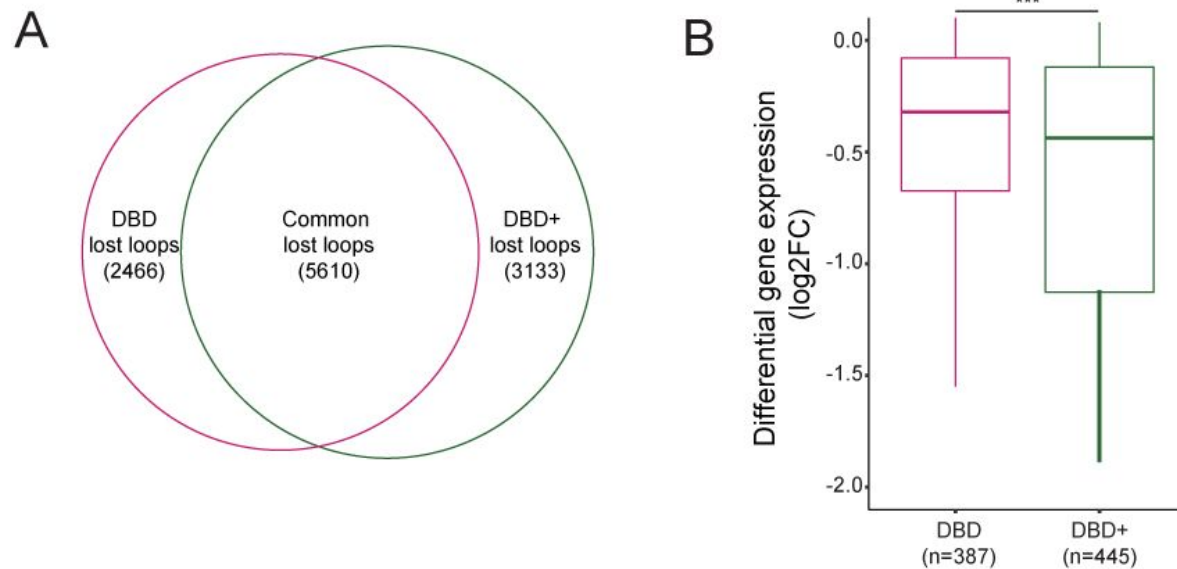 A
DBD
lost loops
(2466)
Common
lost loops
(5610)
DBD+
lost loops
(3133)
B
***
Differential gene expression
(log2FC)
0.0
-0.5
-1.0
-1.5
-2.0
DBD
(n=387)
DBD+
(n=445)